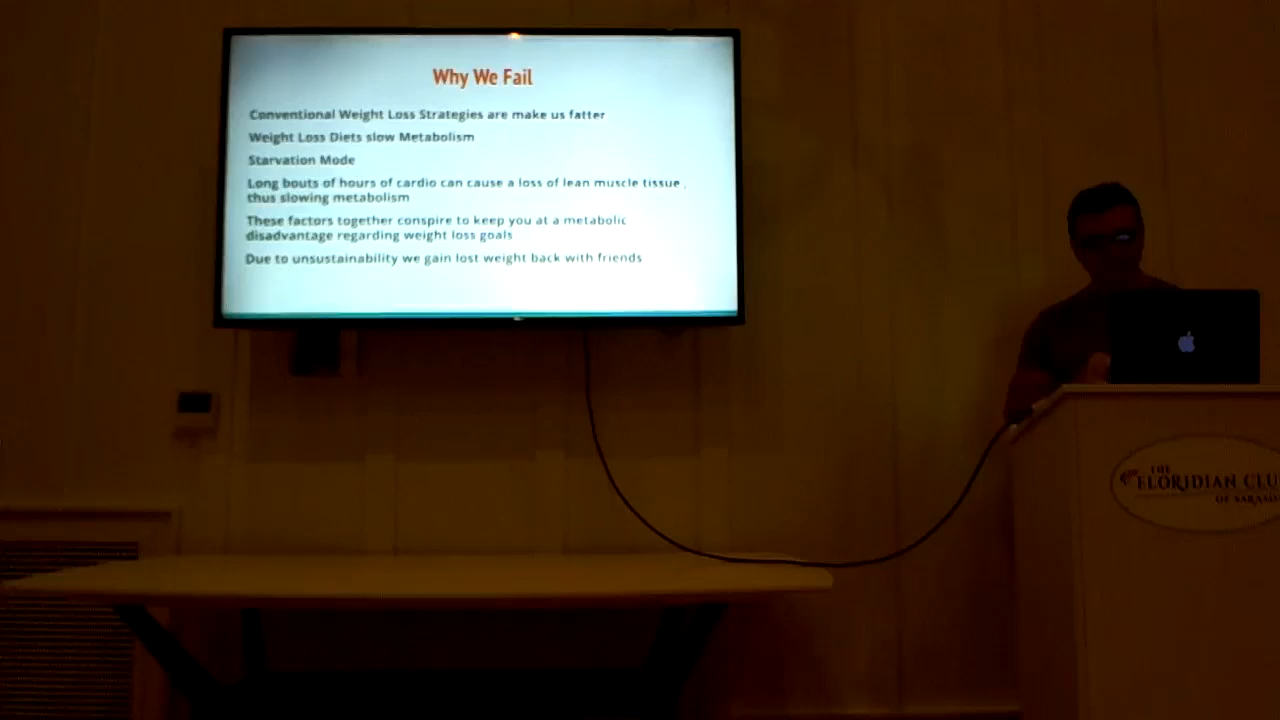 Why We Fail
Conventional Weight Loss Strategies are make us fatter
Weight Loss Diets slow Metabolism
Starvation Mode
Long bouts of hours of cardio can cause a loss of lean muscle tissue ,
thus slowing metabolism
These factors together conspire to keep you at a metabolic
disadvantage regarding weight loss goals
Due to unsustainability we gain lost weight back with friends
THE
FLORIDIAN CLU
OF SARASO